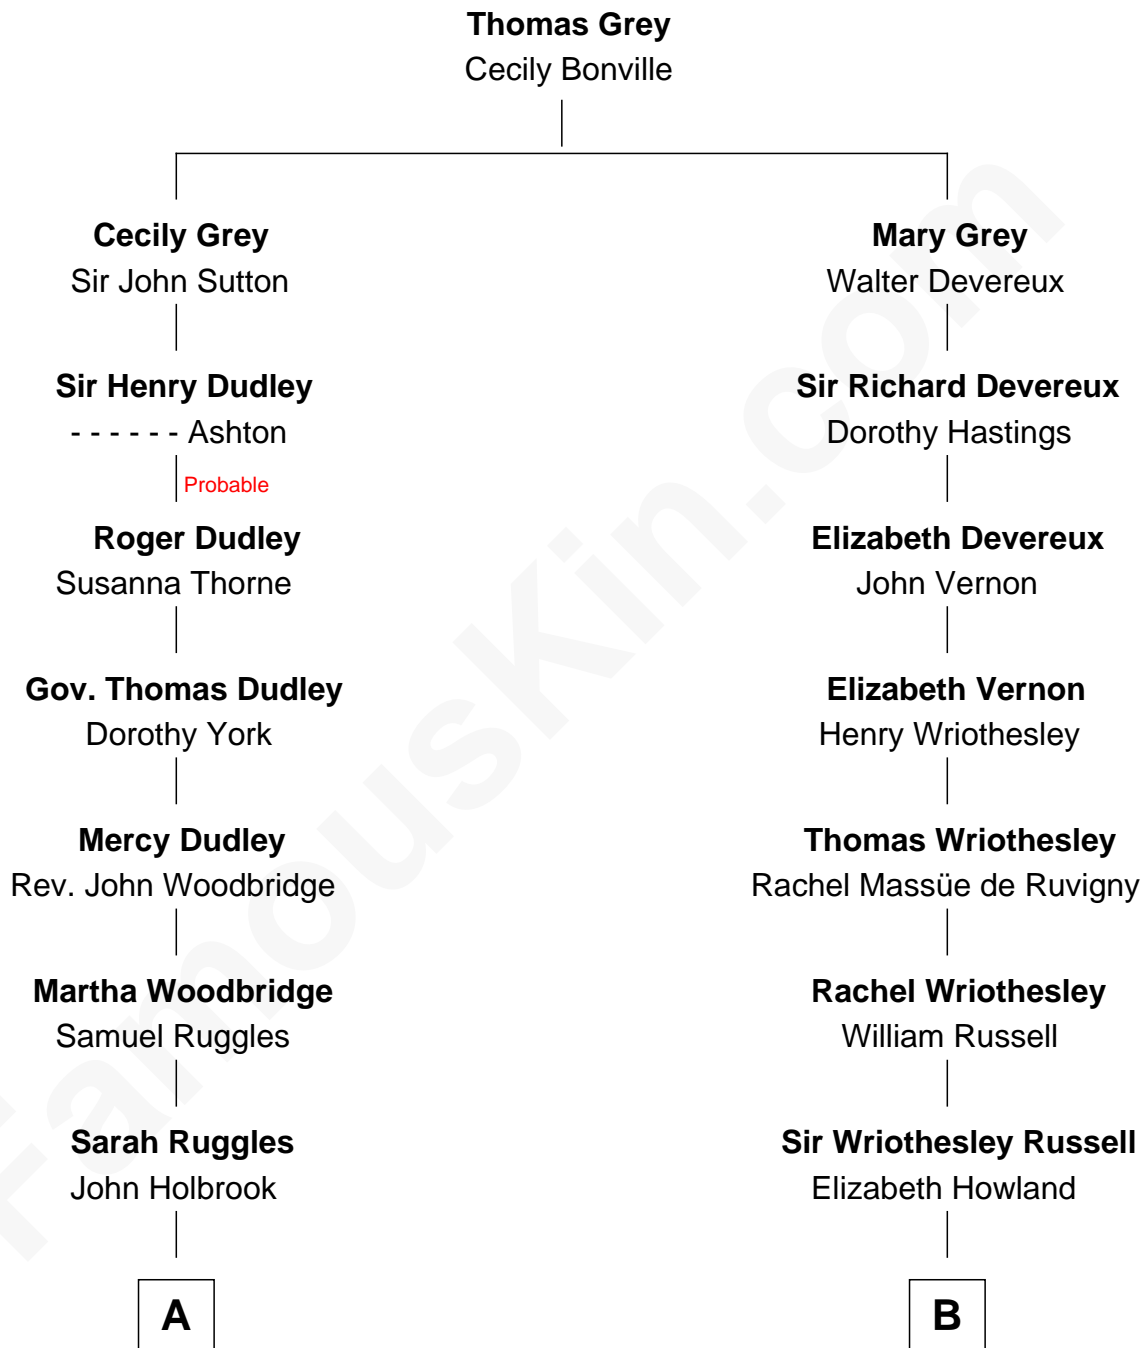 Thomas Grey
Cecily Bonville
Cecily Grey
Sir John Sutton
Mary Grey
Walter Devereux
Sir Henry Dudley
- - - - - - Ashton
Sir Richard Devereux
Dorothy Hastings
Probable
Roger Dudley
Susanna Thorne
Elizabeth Devereux
John Vernon
Gov. Thomas Dudley
Dorothy York
Elizabeth Vernon
Henry Wriothesley
Mercy Dudley
Rev. John Woodbridge
Thomas Wriothesley
Rachel Massüe de Ruvigny
Martha Woodbridge
Samuel Ruggles
Rachel Wriothesley
William Russell
Sarah Ruggles
John Holbrook
Sir Wriothesley Russell
Elizabeth Howland
A
B
FamousKin.com